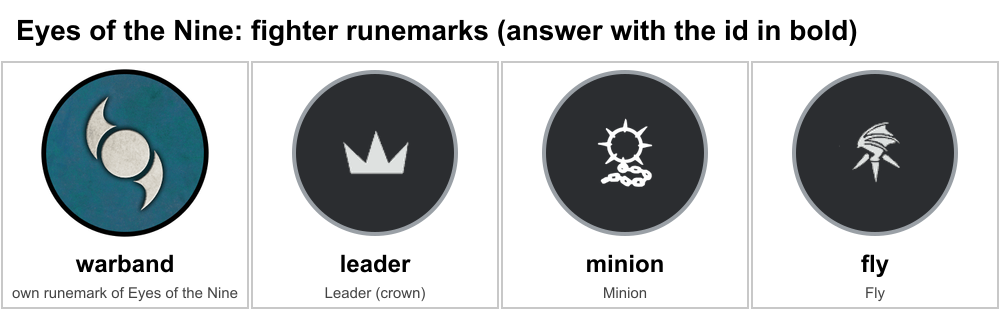 Eyes of the Nine: fighter runemarks (answer with the id in bold)
warband
own runemark of Eyes of the Nine
leader
Leader (crown)
minion
Minion
fly
Fly